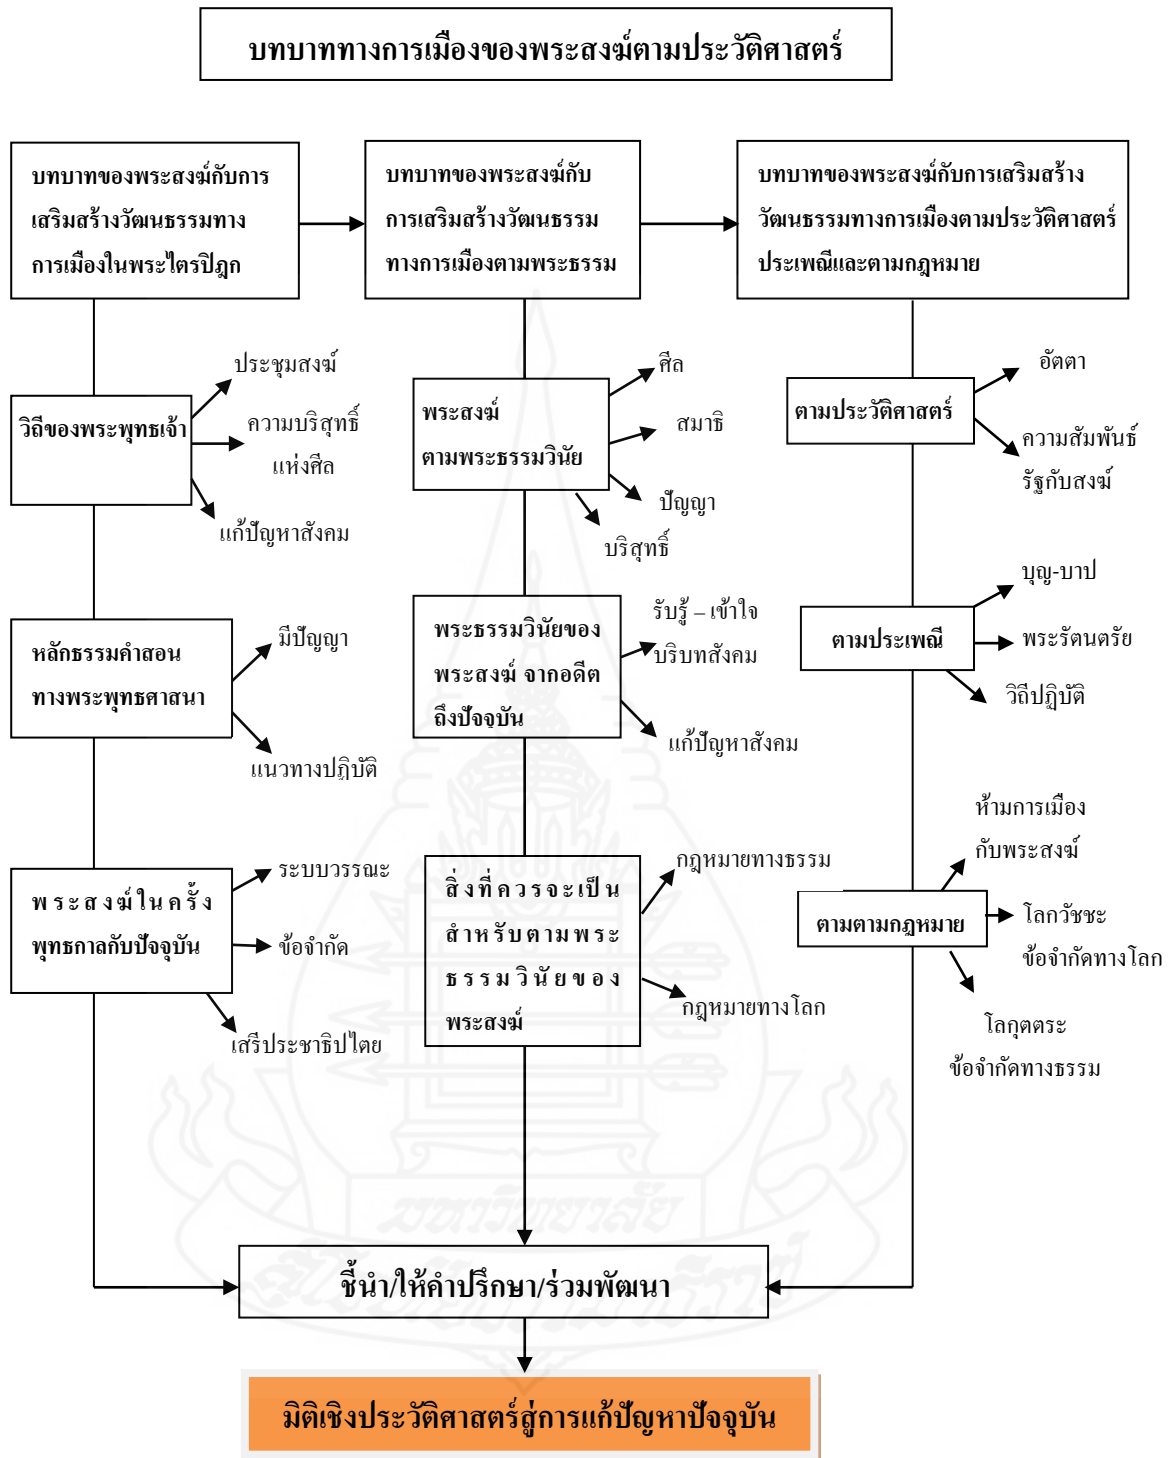 บทบาททางการเมืองของพระสงฆ์ตามประวัติศาสตร์
บทบาทของพระสงฆ์กับการ
เสริมสร้างวัฒนธรรมทาง
การเมืองในพระไตรปิฎก
บทบาทของพระสงฆ์กับ
การเสริมสร้างวัฒนธรรม
ทางการเมืองตามพระธรรม
บทบาทของพระสงฆ์กับการเสริมสร้าง
วัฒนธรรมทางการเมืองตามประวัติศาสตร์
ประเพณีและตามกฎหมาย
วิถีของพระพุทธเจ้า
ประชุมสงฆ์
ความบริสุทธิ์
แห่งศีล
แก้ปัญหาสังคม
หลักธรรมคำสอน
ทางพระพุทธศาสนา
มีปัญญา
แนวทางปฏิบัติ
พระสงฆ์ในครั้ง
พุทธกาลกับปัจจุบัน
ระบบวรรณะ
ข้อจำกัด
เสรีประชาธิปไตย
พระสงฆ์
ตามพระธรรมวินัย
ศีล
สมาธิ
ปัญญา
บริสุทธิ์
พระธรรมวินัยของ
พระสงฆ์ จากอดีต
ถึงปัจจุบัน
รับรู้ – เข้าใจ
บริบทสังคม
แก้ปัญหาสังคม
สิ่งที่ควรจะเป็น
สำหรับตามพระ
ธรรมวินัยของ
พระสงฆ์
กฎหมายทางธรรม
กฎหมายทางโลก
ตามประวัติศาสตร์
อัตตา
ความสัมพันธ์
รัฐกับสงฆ์
ตามประเพณี
บุญ-บาป
พระรัตนตรัย
วิถีปฏิบัติ
ตามตามกฎหมาย
ห้ามการเมือง
กับพระสงฆ์
โลกวัชชะ
ข้อจำกัดทางโลก
โลกุตตระ
ข้อจำกัดทางธรรม
ชี้นำ/ให้คำปรึกษา/ร่วมพัฒนา
มิติเชิงประวัติศาสตร์สู่การแก้ปัญหาปัจจุบัน
มหาวิทยาลัย
สุโขทัยธรรมาธิราช